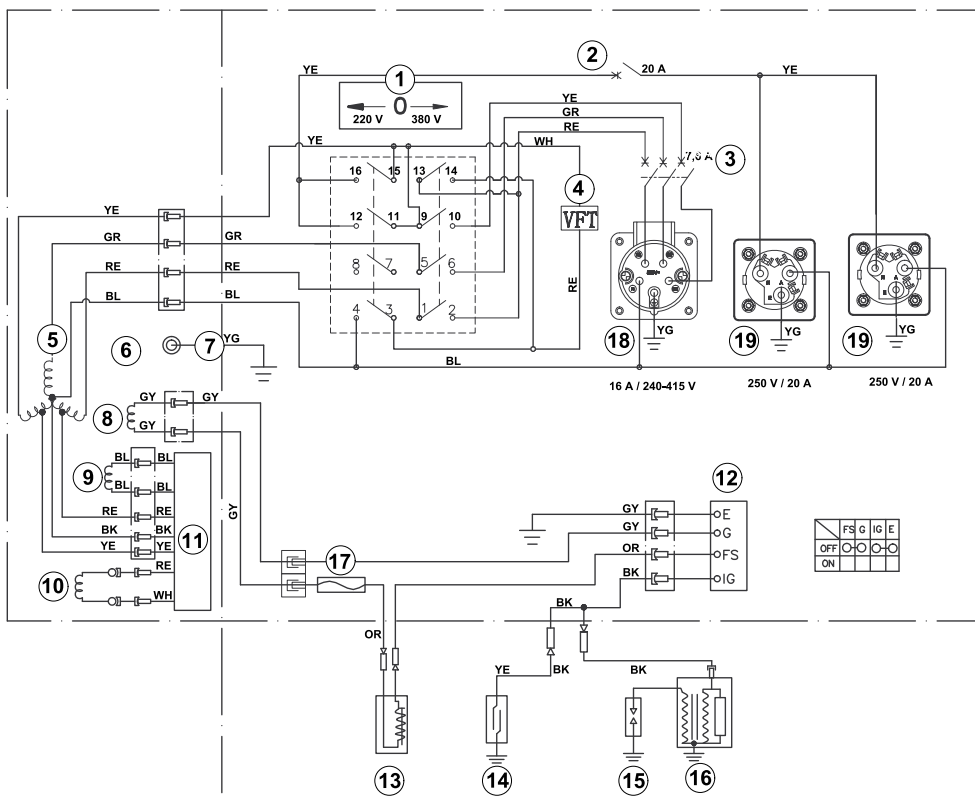 YE
2
20 A
YE
1
0
220 V 380 V
YE
GR
RE
YE
WH
7,6 A
3
16 15 13 14
4
VFT
12 11 9 10
YE
GR
GR
8 7 5 6
RE
RE
BL
BL
4 3 1 2
RE
5
6
7
YG
YG
18
19
YG
19
YG
BL
16 A / 240-415 V
250 V / 20 A
250 V / 20 A
8
GY
GY
GY
9
BL BL
BL BL
RE RE
BK BK
YE YE
11
GY
10
RE
WH
12
GY
E
GY
G
OR
FS
BK
IG
17
FS G IG E
OFF
ON
OR
BK
YE
BK
BK
13
14
15
16